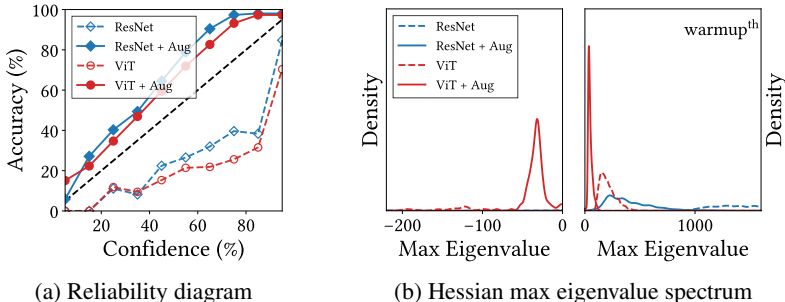 100
80
60
40
20
0
20
40
60
80
Accuracy (%)
Confidence (%)
ResNet
ResNet + Aug
ViT
ViT + Aug
(a) Reliability diagram
Density
ResNet
ResNet + Aug
ViT
ViT + Aug
-200
-100
0
Max Eigenvalue
warmupth
0
1000
Max Eigenvalue
Density
(b) Hessian max eigenvalue spectrum